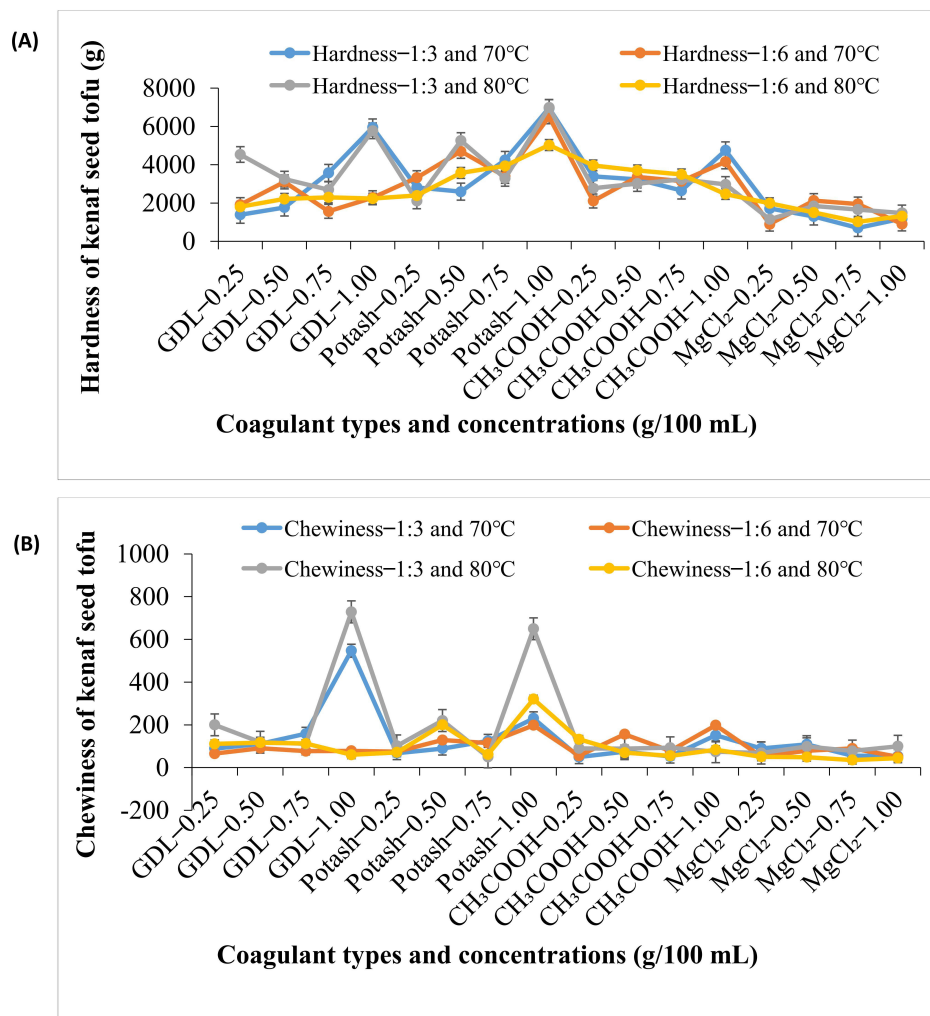 (A)
Hardness−1:3 and 70℃
Hardness−1:6 and 70℃
Hardness−1:3 and 80℃
Hardness−1:6 and 80℃
Hardness of kenaf seed tofu (g)
8000
6000
4000
2000
0
GDL−0.25
GDL−0.50
GDL−0.75
GDL−1.00
Potash−0.25
Potash−0.50
Potash−0.75
Potash−1.00
CH₃COOH−0.25
CH₃COOH−0.50
CH₃COOH−0.75
CH₃COOH−1.00
MgCl₂−0.25
MgCl₂−0.50
MgCl₂−0.75
MgCl₂−1.00
Coagulant types and concentrations (g/100 mL)
(B)
Chewiness−1:3 and 70℃
Chewiness−1:6 and 70℃
Chewiness−1:3 and 80℃
Chewiness−1:6 and 80℃
Chewiness of kenaf seed tofu
1000
800
600
400
200
0
-200
GDL−0.25
GDL−0.50
GDL−0.75
GDL−1.00
Potash−0.25
Potash−0.50
Potash−0.75
Potash−1.00
CH₃COOH−0.25
CH₃COOH−0.50
CH₃COOH−0.75
CH₃COOH−1.00
MgCl₂−0.25
MgCl₂−0.50
MgCl₂−0.75
MgCl₂−1.00
Coagulant types and concentrations (g/100 mL)